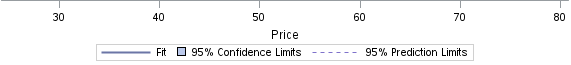 30 40 50 60 70 80
Price
Fit 95% Confidence Limits 95% Prediction Limits